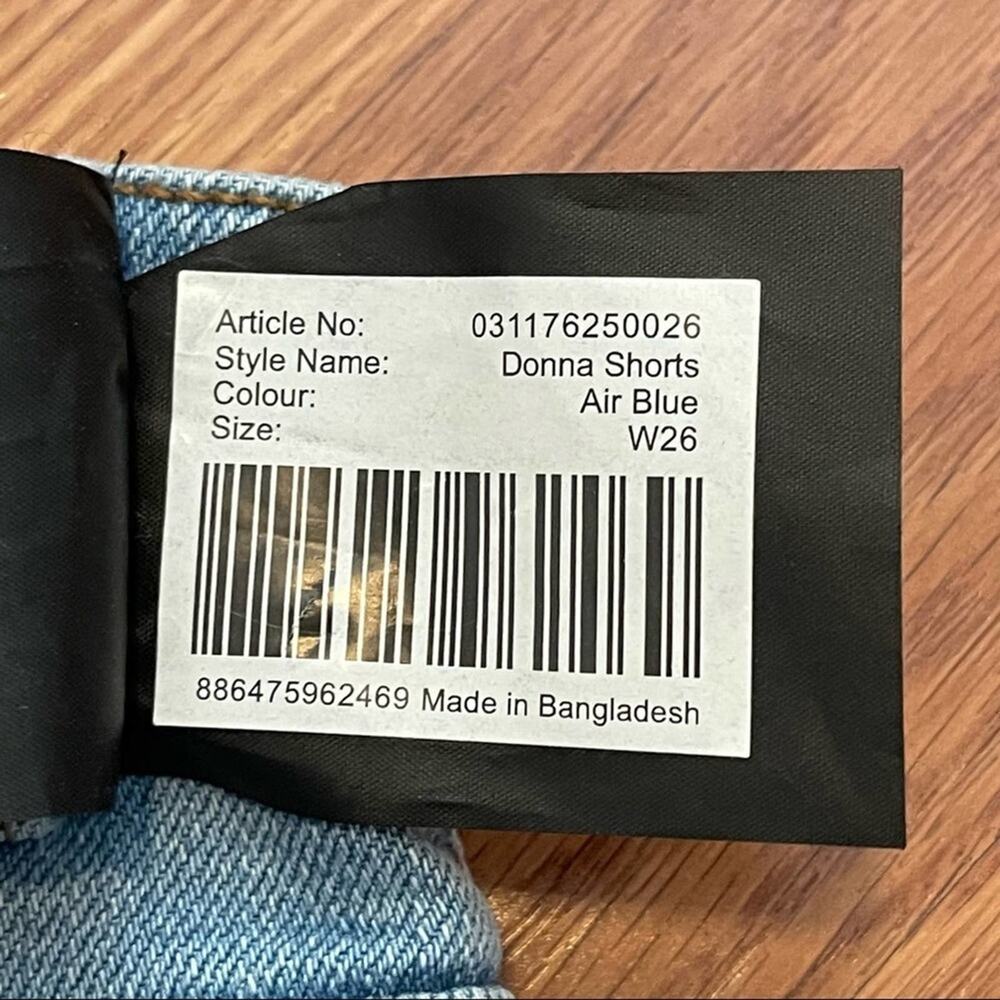 Article No: 031176250026
Style Name: Donna Shorts
Colour: Air Blue
Size: W26
886475962469 Made in Bangladesh